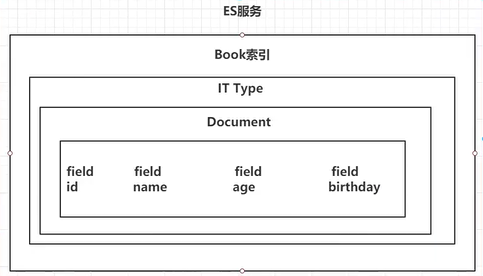 ES服务
Book索引
IT Type
Document
field field field field
id name age birthday